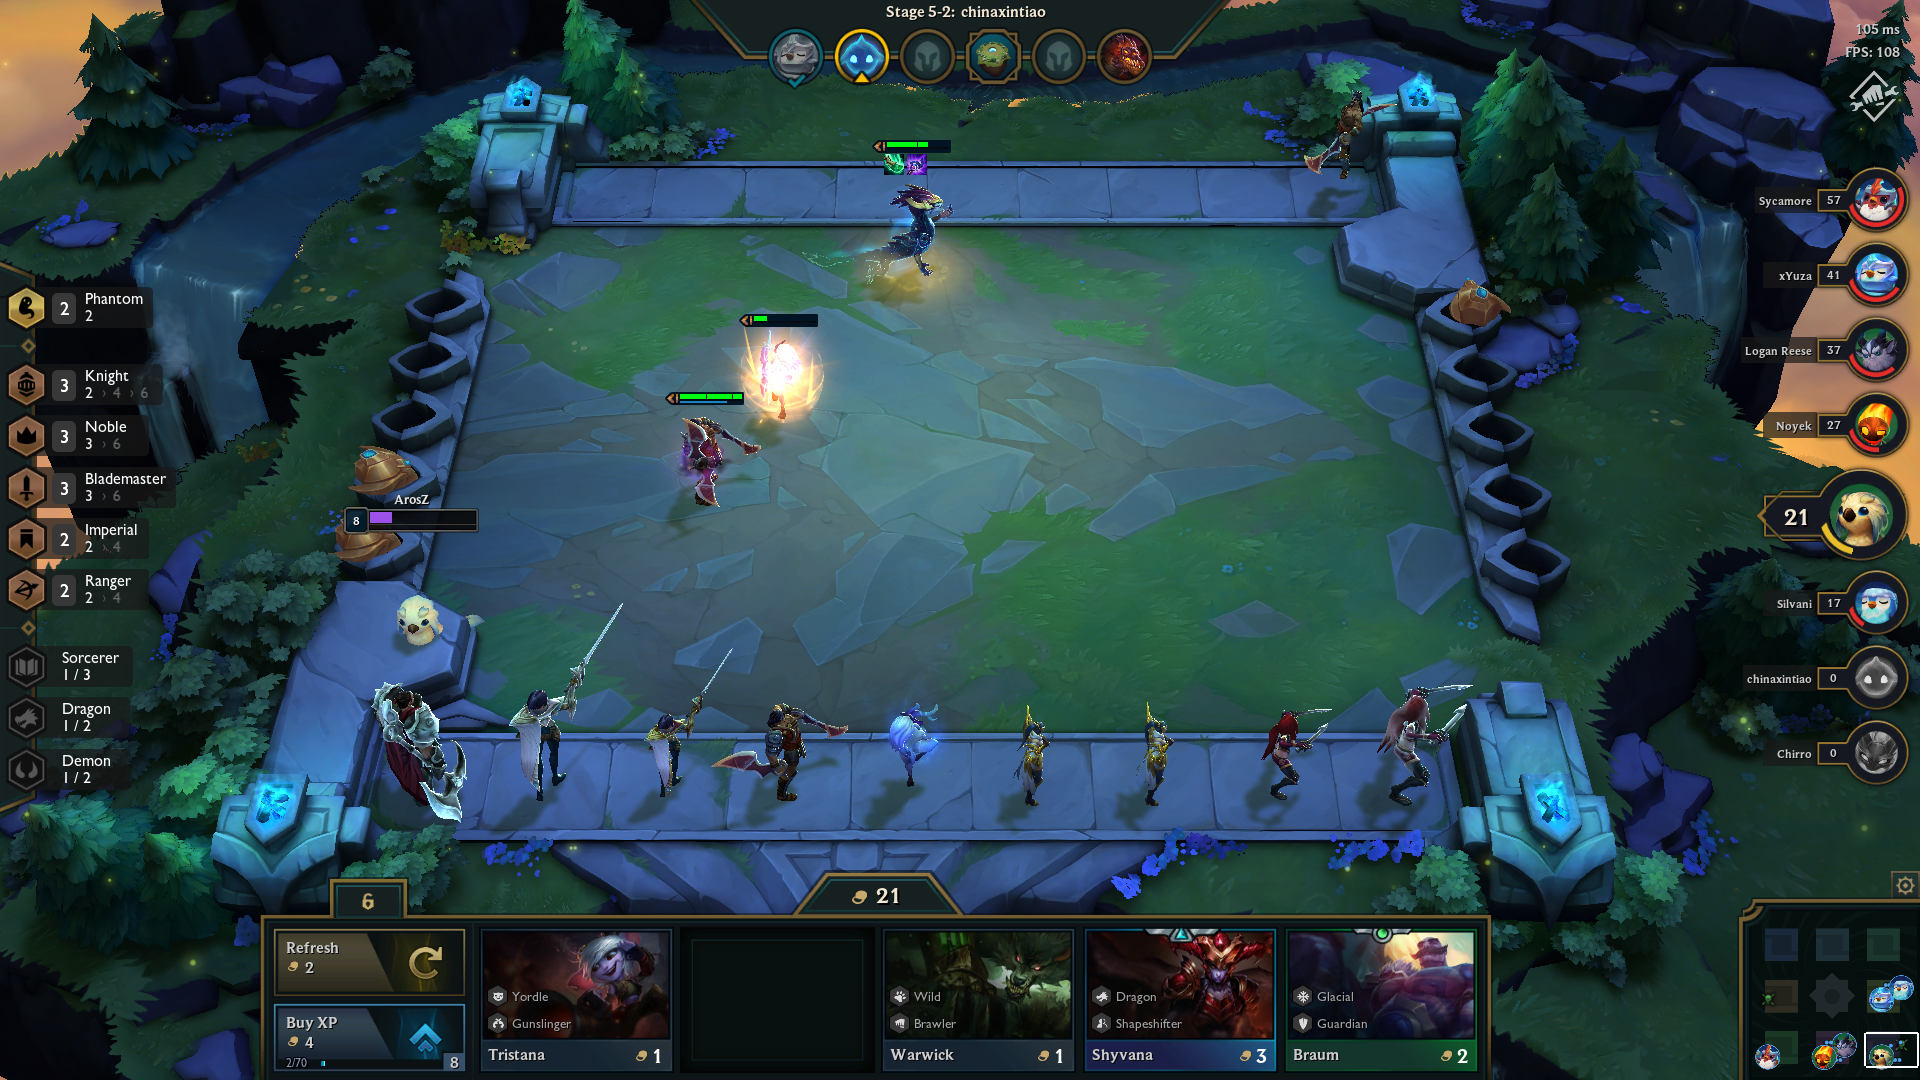 Stage 5-2: chinaxintiao
105 ms
FPS: 108
Sycamore 57
xYuza 41
Logan Reese 37
Noyek 27
21
Silvani 17
chinaxintiao 0
Chirro 0
2 Phantom
2
3 Knight
2 › 4 › 6
3 Noble
3 › 6
3 Blademaster
3 › 6
2 Imperial
2 › 4
2 Ranger
2 › 4
Sorcerer
1 / 3
Dragon
1 / 2
Demon
1 / 2
ArosZ
8
6
21
Refresh
2
Buy XP
4
2/70
8
Yordle
Gunslinger
Tristana 1
Wild
Brawler
Warwick 1
Dragon
Shapeshifter
Shyvana 3
Glacial
Guardian
Braum 2